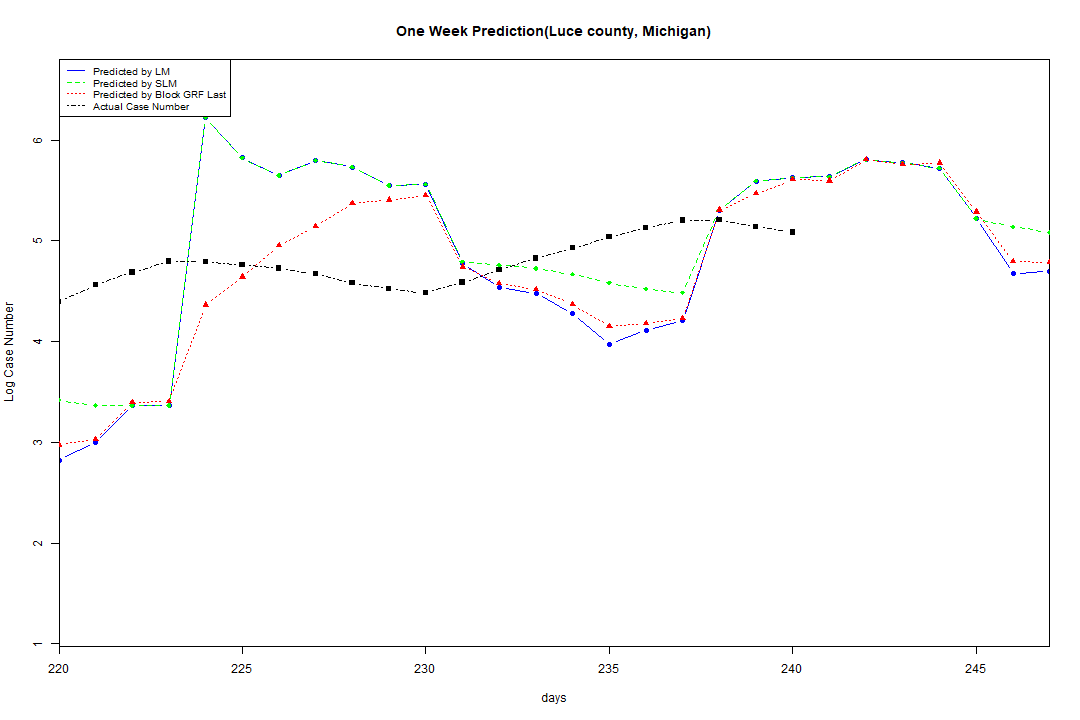 One Week Prediction(Luce county, Michigan)
Predicted by LM
Predicted by SLM
Predicted by Block GRF Last
Actual Case Number
6
5
4
3
2
1
Log Case Number
220 225 230 235 240 245
days